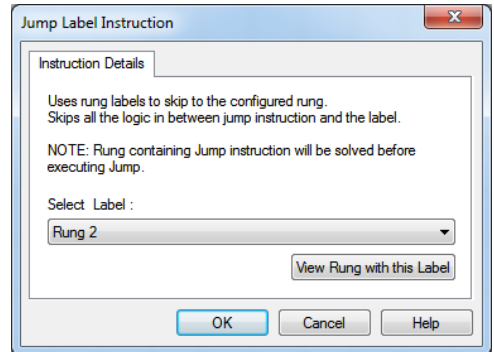 Jump Label Instruction
Instruction Details
Uses rung labels to skip to the configured rung.
Skips all the logic in between jump instruction and the label.
NOTE: Rung containing Jump instruction will be solved before
executing Jump.
Select Label :
Rung 2
View Rung with this Label
OK
Cancel
Help